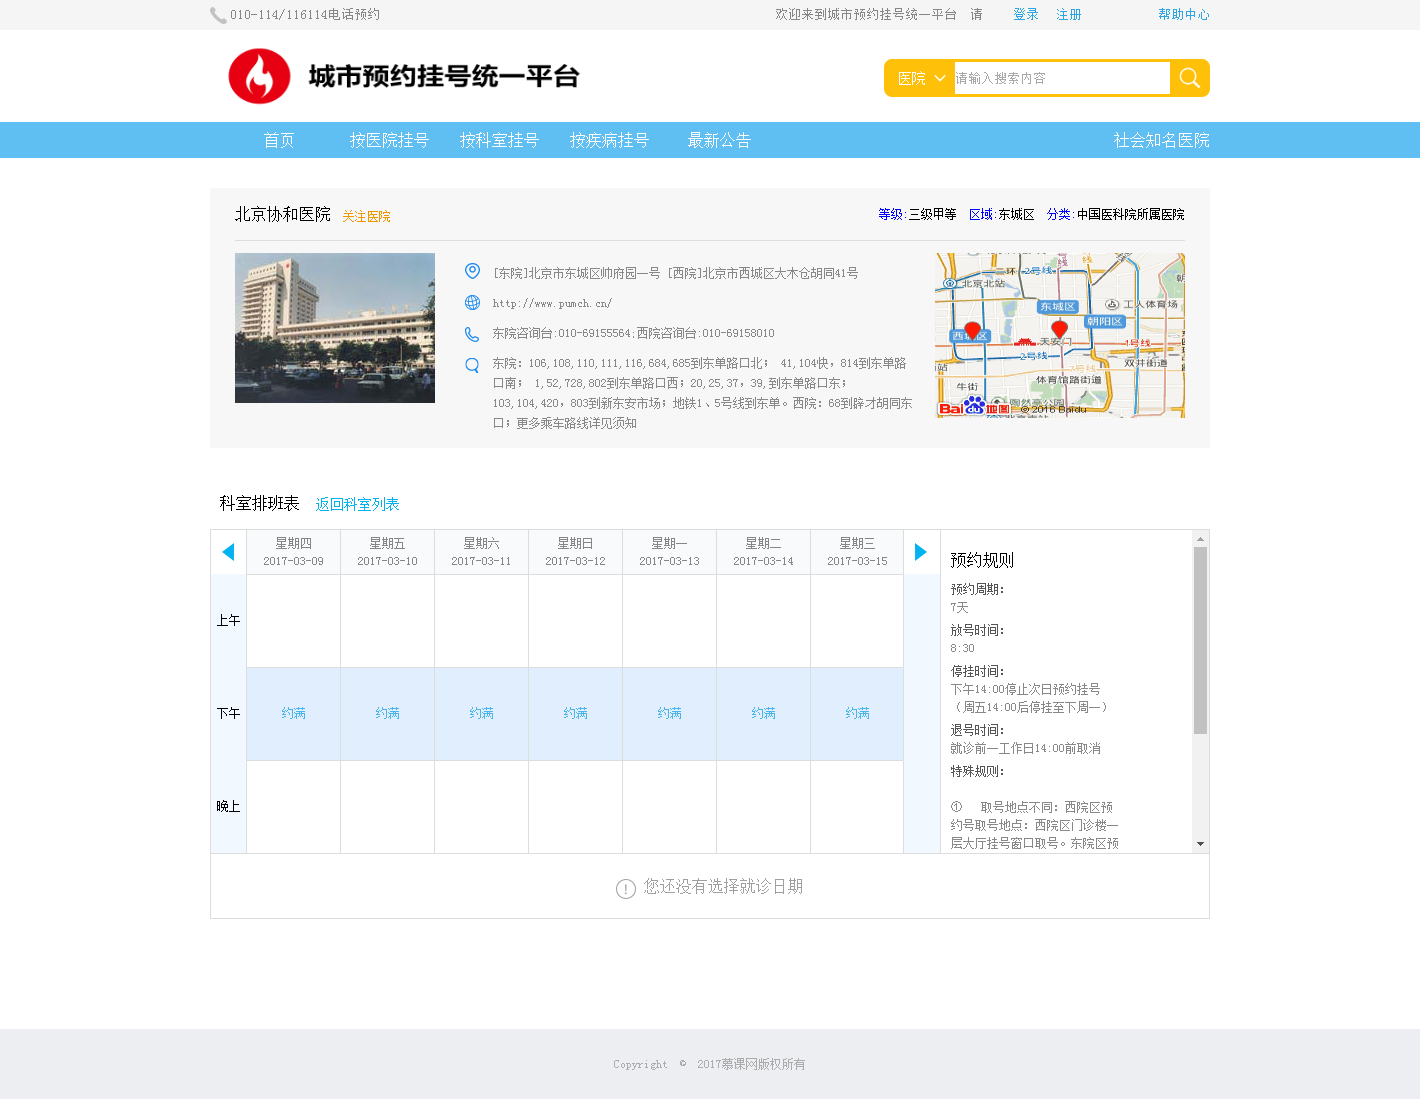 010-114/116114电话预约
欢迎来到城市预约挂号统一平台 请 登录 注册 帮助中心
城市预约挂号统一平台
医院 请输入搜索内容
首页 按医院挂号 按科室挂号 按疾病挂号 最新公告 社会知名医院
北京协和医院 关注医院 等级:三级甲等 区域:东城区 分类:中国医科院所属医院
[东院]北京市东城区帅府园一号 [西院]北京市西城区大木仓胡同41号
http://www.pumch.cn/
东院咨询台:010-69155564;西院咨询台:010-69158010
东院: 106,108,110,111,116,684,685到东单路口北; 41,104快, 814到东单路
口南; 1,52,728,802到东单路口西; 20,25,37, 39,到东单路口东;
103,104,420, 803到新东安市场; 地铁1、5号线到东单。西院: 68到辟才胡同东
口; 更多乘车路线详见须知
二环 2号线
北京北站
东城区
工人体育场
朝阳区
西城区
天安门
1号线
2号线
双井街道
体育馆路街道
牛街
陶然亭公园
Bai du 地图 © 2016 Baidu
科室排班表 返回科室列表
星期四 星期五 星期六 星期日 星期一 星期二 星期三
2017-03-09 2017-03-10 2017-03-11 2017-03-12 2017-03-13 2017-03-14 2017-03-15
上午
下午 约满 约满 约满 约满 约满 约满 约满
晚上
预约规则
预约周期:
7天
放号时间:
8:30
停挂时间:
下午14:00停止次日预约挂号
（周五14:00后停挂至下周一）
退号时间:
就诊前一工作日14:00前取消
特殊规则:
① 取号地点不同: 西院区预
约号取号地点: 西院区门诊楼一
层大厅挂号窗口取号。东院区预
您还没有选择就诊日期
Copyright © 2017慕课网版权所有